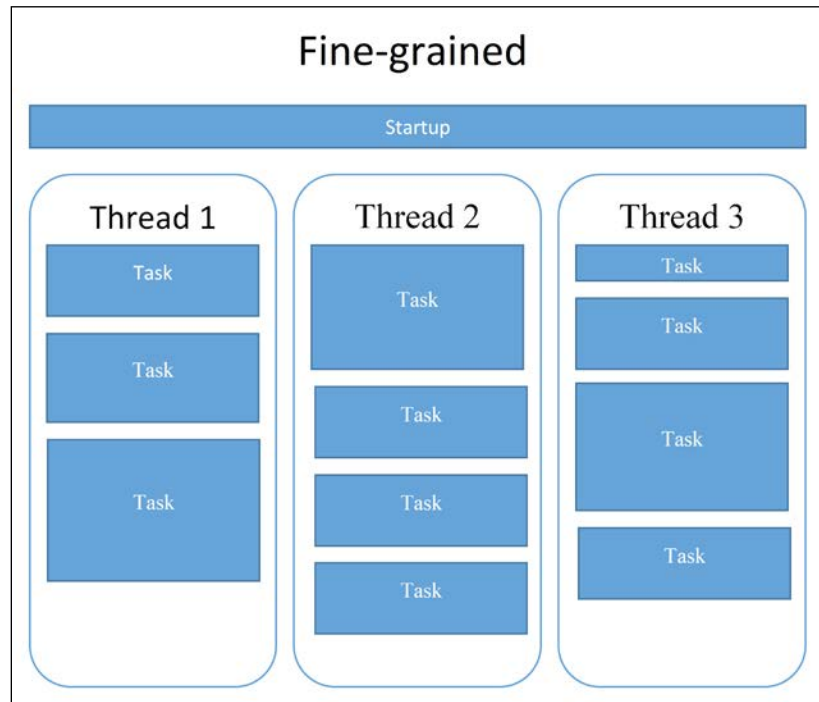 Fine-grained
Startup
Thread 1
Task
Task
Task
Thread 2
Task
Task
Task
Task
Thread 3
Task
Task
Task
Task